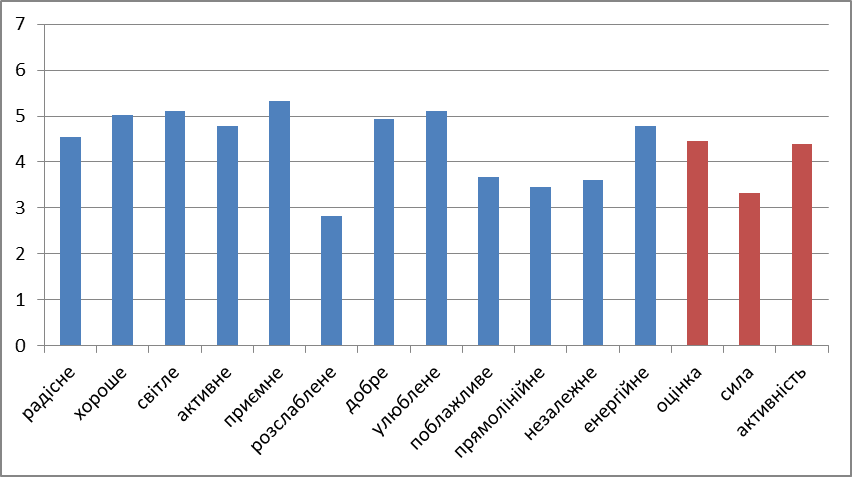 7
6
5
4
3
2
1
0
радісне
хороше
світле
активне
приємне
розслаблене
добре
улюблене
поблажливе
прямолінійне
незалежне
енергійне
оцінка
сила
активність